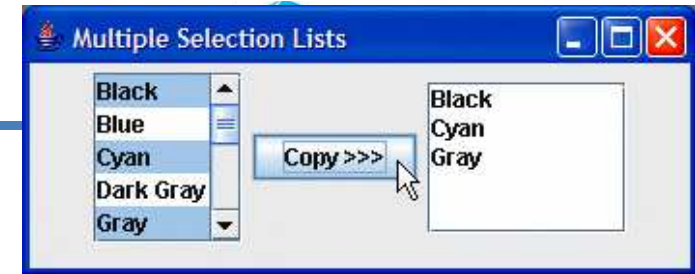 Multiple Selection Lists
Black
Blue
Cyan
Dark Gray
Gray
Copy >>>
Black
Cyan
Gray